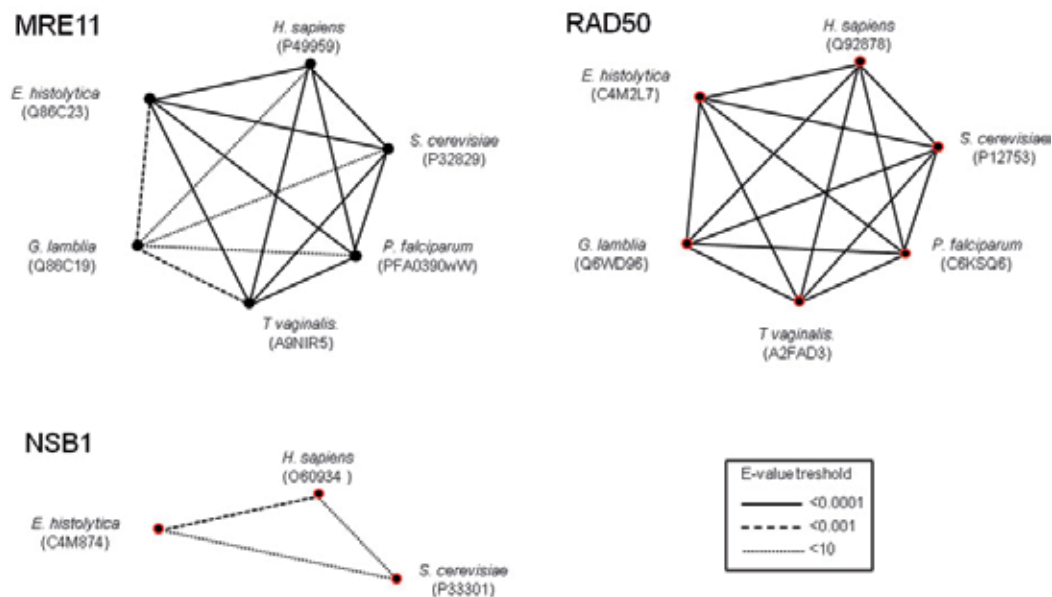 MRE11
H. sapiens
(P49959)
E. histolytica
(Q86C23)
S. cerevisiae
(P32829)
G. lamblia
(Q86C19)
P. falciparum
(PFA0390wW)
T vaginalis.
(A9NIR5)
RAD50
H. sapiens
(Q92878)
E. histolytica
(C4M2L7)
S. cerevisiae
(P12753)
G. lamblia
(Q6WD96)
P. falciparum
(C6KSQ6)
T vaginalis.
(A2FAD3)
NSB1
H. sapiens
(O60934 )
E. histolytica
(C4M874)
S. cerevisiae
(P33301)
E-value treshold
<0.0001
<0.001
<10